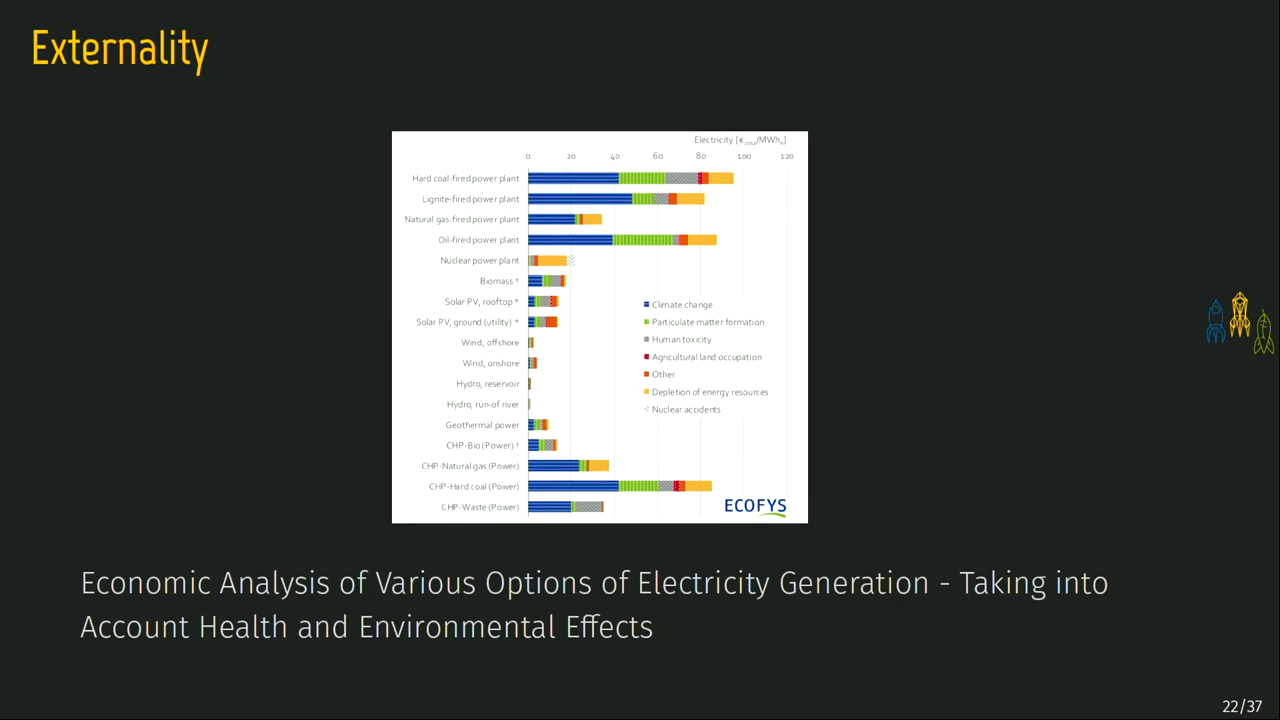 Externality
Electricity [€2012/MWhe]
0 20 40 60 80 100 120
Hard coal-fired power plant
Lignite-fired power plant
Natural gas-fired power plant
Oil-fired power plant
Nuclear power plant
Biomass †
Solar PV, rooftop *
Solar PV, ground (utility) *
Wind, offshore
Wind, onshore
Hydro, reservoir
Hydro, run-of river
Geothermal power
CHP-Bio (Power) †
CHP-Natural gas (Power)
CHP-Hard coal (Power)
CHP-Waste (Power)
Climate change
Particulate matter formation
Human toxicity
Agricultural land occupation
Other
Depletion of energy resources
Nuclear accidents
ECOFYS
Economic Analysis of Various Options of Electricity Generation - Taking into
Account Health and Environmental Effects
22/37